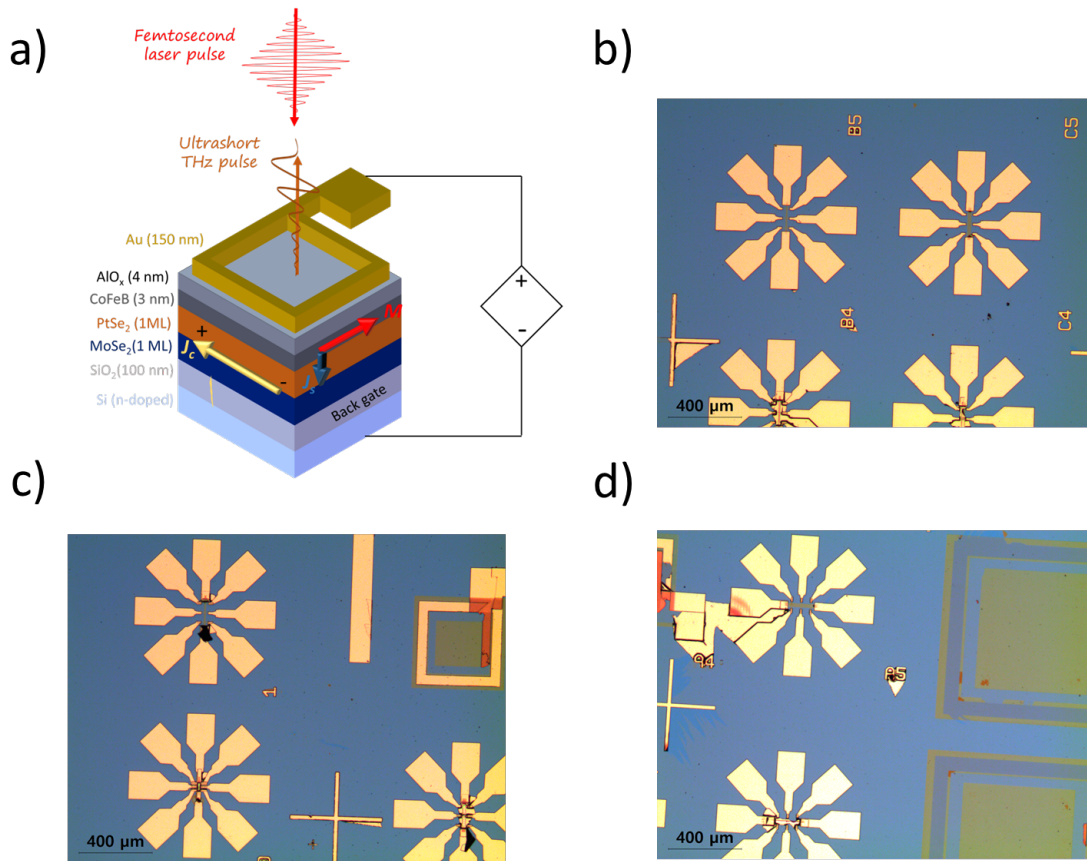 a)
Femtosecond
laser pulse
Ultrashort
THz pulse
Au (150 nm)
AlOx (4 nm)
CoFeB (3 nm)
PtSe2 (1ML)
MoSe2(1 ML)
SiO2(100 nm)
Si (n-doped)
+
Jc
-
M
Js
Back gate
+
-
b)
B5
C5
B4
C4
400 µm
c)
1
400 µm
d)
A4
A5
400 µm